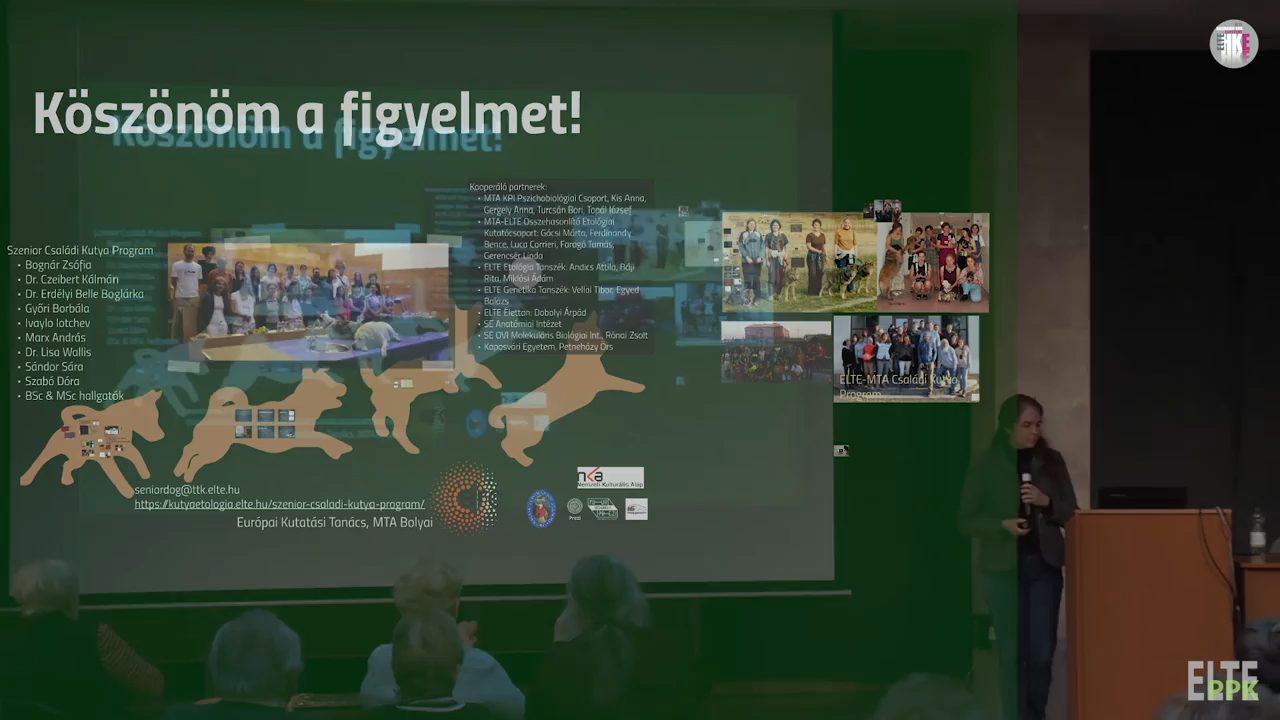 Köszönöm a figyelmet!
Kooperáló partnerek:
• MTA KPI Pszichobiológiai Csoport, Kis Anna,
Gergely Anna, Turcsán Bori, Topál József
• MTA-ELTE Összehasonlító Etológiai
Kutatócsoport: Gácsi Márta, Ferdinandy
Bence, Luca Corrieri, Faragó Tamás,
Gerencsér Linda
• ELTE Etológia Tanszék: Andics Attila, Báji
Rita, Miklósi Ádám
• ELTE Genetika Tanszék: Vellai Tibor, Egyed
Balázs
• ELTE Élettan: Dobolyi Árpád
• SE Anatómiai Intézet
• SE OVI Molekuláris Biológiai Int., Rónai Zsolt
• Kaposvári Egyetem, Petneházy Örs
Szenior Családi Kutya Program
• Bognár Zsófia
• Dr. Czeibert Kálmán
• Dr. Erdélyi Belle Boglárka
• Győri Borbála
• Ivaylo Iotchev
• Marx András
• Dr. Lisa Wallis
• Sándor Sára
• Szabó Dóra
• BSc & MSc hallgatók
ELTE-MTA Családi Kutya
Program
seniordog@ttk.elte.hu
https://kutyaetologia.elte.hu/szenior-csaladi-kutya-program/
Európai Kutatási Tanács, MTA Bolyai
nka
Nemzeti Kulturális Alap
Prezi
ELTE
PPK